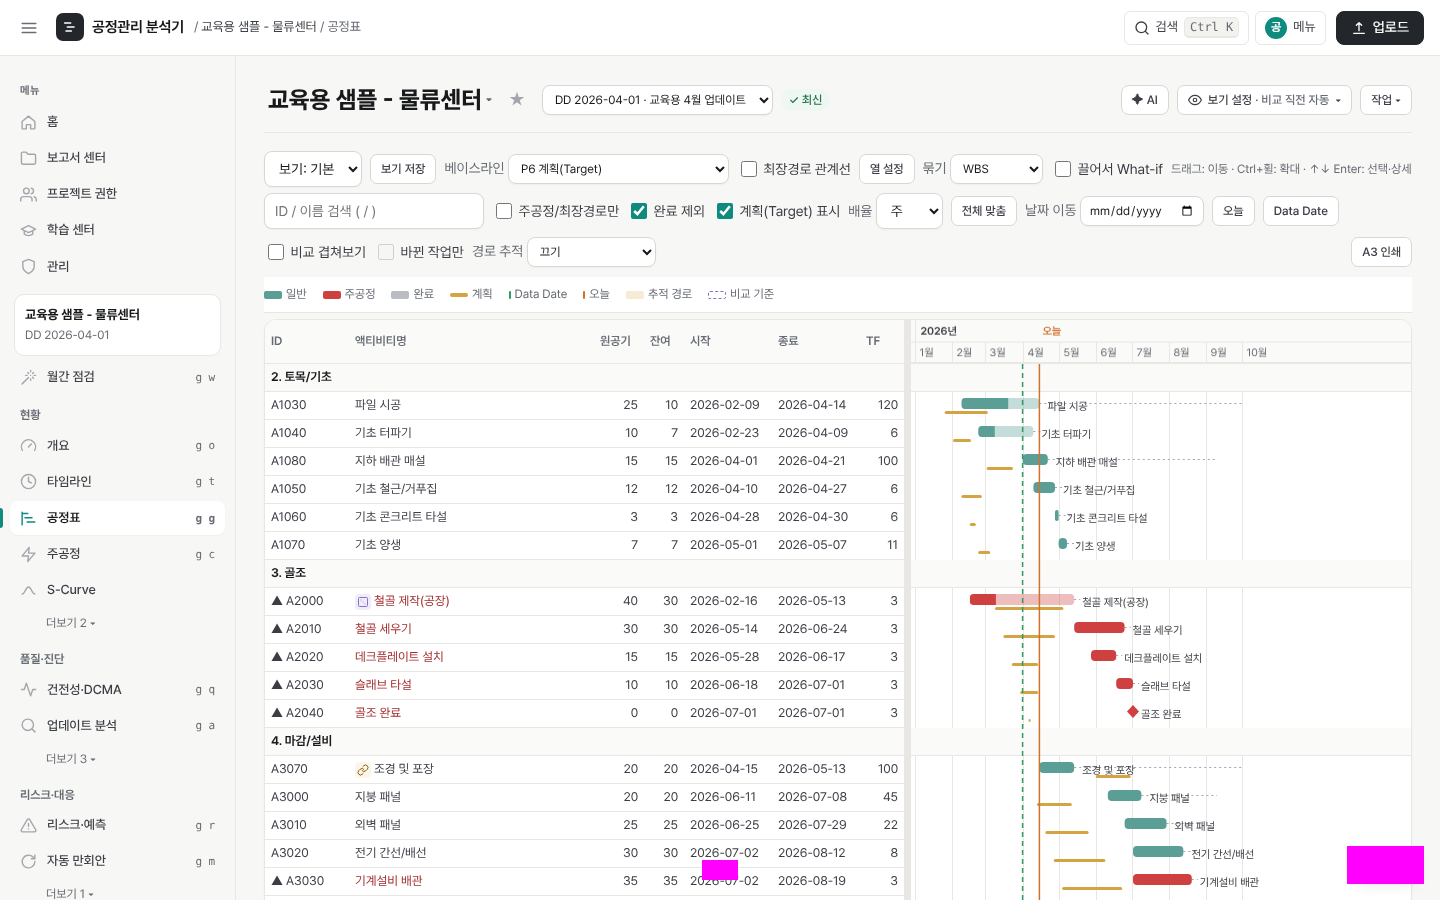 공정관리 분석기 / 교육용 샘플 - 물류센터 / 공정표
검색 Ctrl K
공 메뉴
업로드
메뉴
홈
보고서 센터
프로젝트 권한
학습 센터
관리
교육용 샘플 - 물류센터
DD 2026-04-01
월간 점검 g w
현황
개요 g o
타임라인 g t
공정표 g g
주공정 g c
S-Curve
더보기 2
품질·진단
건전성·DCMA g q
업데이트 분석 g a
더보기 3
리스크·대응
리스크·예측 g r
자동 만회안 g m
더보기 1
교육용 샘플 - 물류센터 ★ DD 2026-04-01 · 교육용 4월 업데이트 ✓ 최신
AI 보기 설정 · 비교 직전 자동 작업
보기: 기본 보기 저장 베이스라인 P6 계획(Target) 최장경로 관계선 열 설정 묶기 WBS 끌어서 What-if 드래그: 이동 · Ctrl+휠: 확대 · ↑↓ Enter: 선택·상세
ID / 이름 검색 ( / ) 주공정/최장경로만 완료 제외 계획(Target) 표시 배율 주 전체 맞춤 날짜 이동 mm/dd/yyyy 오늘 Data Date
비교 겹쳐보기 바뀐 작업만 경로 추적 끄기 A3 인쇄
일반 주공정 완료 계획 Data Date 오늘 추적 경로 비교 기준
ID 액티비티명 원공기 잔여 시작 종료 TF
2026년 오늘
1월 2월 3월 4월 5월 6월 7월 8월 9월 10월
2. 토목/기초
A1030 파일 시공 25 10 2026-02-09 2026-04-14 120 파일 시공
A1040 기초 터파기 10 7 2026-02-23 2026-04-09 6 기초 터파기
A1080 지하 배관 매설 15 15 2026-04-01 2026-04-21 100 지하 배관 매설
A1050 기초 철근/거푸집 12 12 2026-04-10 2026-04-27 6 기초 철근/거푸집
A1060 기초 콘크리트 타설 3 3 2026-04-28 2026-04-30 6 기초 콘크리트 타설
A1070 기초 양생 7 7 2026-05-01 2026-05-07 11 기초 양생
3. 골조
▲ A2000 철골 제작(공장) 40 30 2026-02-16 2026-05-13 3 철골 제작(공장)
▲ A2010 철골 세우기 30 30 2026-05-14 2026-06-24 3 철골 세우기
▲ A2020 데크플레이트 설치 15 15 2026-05-28 2026-06-17 3 데크플레이트 설치
▲ A2030 슬래브 타설 10 10 2026-06-18 2026-07-01 3 슬래브 타설
▲ A2040 골조 완료 0 0 2026-07-01 2026-07-01 3 골조 완료
4. 마감/설비
A3070 조경 및 포장 20 20 2026-04-15 2026-05-13 100 조경 및 포장
A3000 지붕 패널 20 20 2026-06-11 2026-07-08 45 지붕 패널
A3010 외벽 패널 25 25 2026-06-25 2026-07-29 22 외벽 패널
A3020 전기 간선/배선 30 30 2026-07-02 2026-08-12 8 전기 간선/배선
▲ A3030 기계설비 배관 35 35 2026-07-02 2026-08-19 3 기계설비 배관